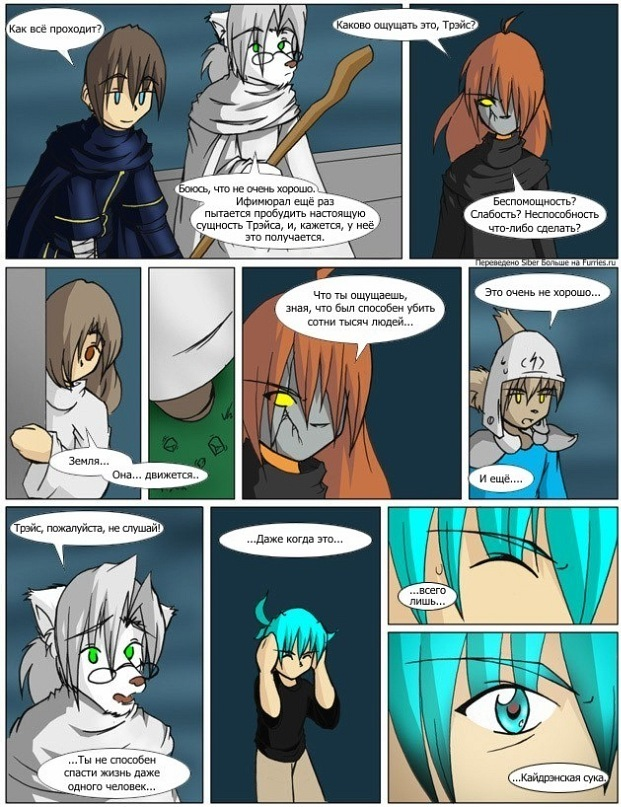 Как всё проходит?
Боюсь, что не очень хорошо.
Ифимюрал ещё раз
пытается пробудить настоящую
сущность Трэйса, и, кажется, у неё
это получается.
Каково ощущать это, Трэйс?
Беспомощность?
Слабость? Неспособность
что-либо сделать?
Переведено Siber Больше на Furries.ru
Земля...
Она... движется..
Что ты ощущаешь,
зная, что был способен убить
сотни тысяч людей...
Это очень не хорошо...
И ещё....
Трэйс, пожалуйста, не слушай!
...Ты не способен
спасти жизнь даже
одного человек...
...Даже когда это...
...всего
лишь...
...Кайдрэнская сука.